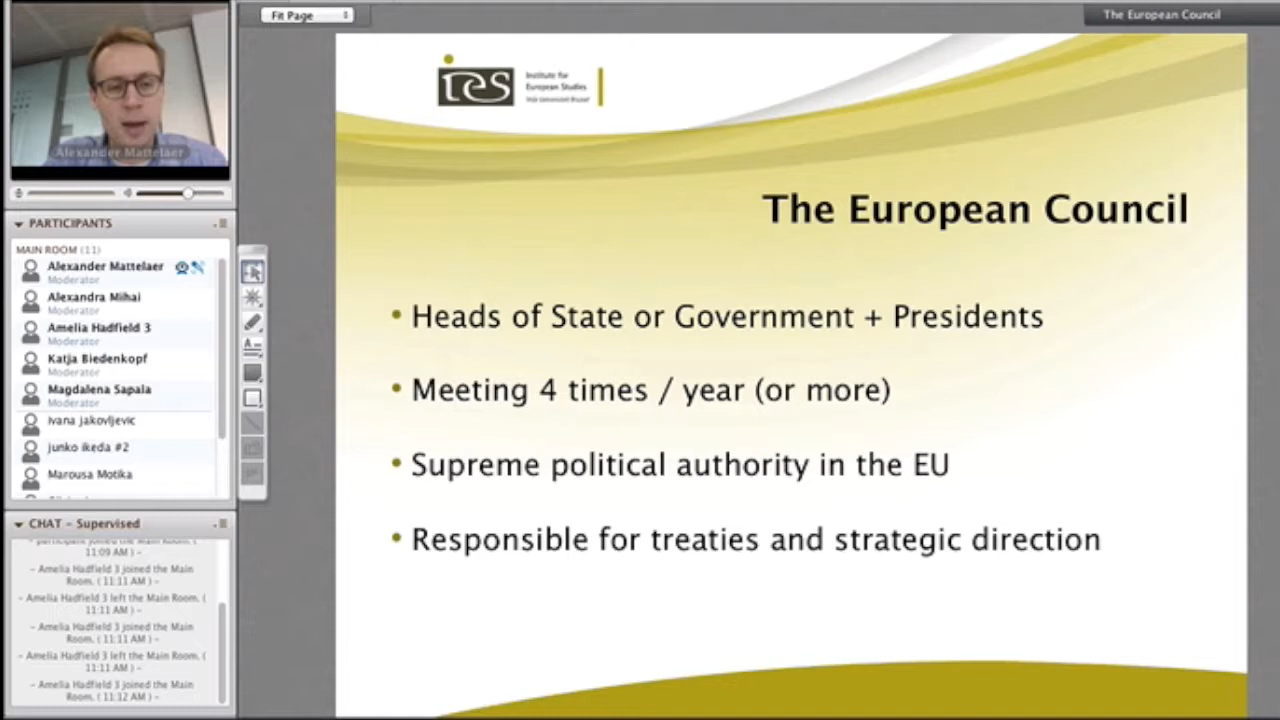 Fit Page
The European Council
ies
Institute for
European Studies
Alexander Mattelaer
The European Council
PARTICIPANTS
MAIN ROOM (11)
Alexander Mattelaer
Moderator
Alexandra Mihai
Moderator
Amelia Hadfield 3
Moderator
Katja Biedenkopf
Moderator
Magdalena Sapala
Moderator
ivana jakovljevic
junko ikeda #2
Marousa Motika
• Heads of State or Government + Presidents
• Meeting 4 times / year (or more)
• Supreme political authority in the EU
• Responsible for treaties and strategic direction
CHAT - Supervised
participant joined the Main Room. (
11:09 AM ) -
- Amelia Hadfield 3 joined the Main
Room. ( 11:11 AM ) -
- Amelia Hadfield 3 left the Main Room. (
11:11 AM ) -
- Amelia Hadfield 3 joined the Main
Room. ( 11:11 AM ) -
- Amelia Hadfield 3 left the Main Room. (
11:11 AM ) -
- Amelia Hadfield 3 joined the Main
Room. ( 11:12 AM ) -